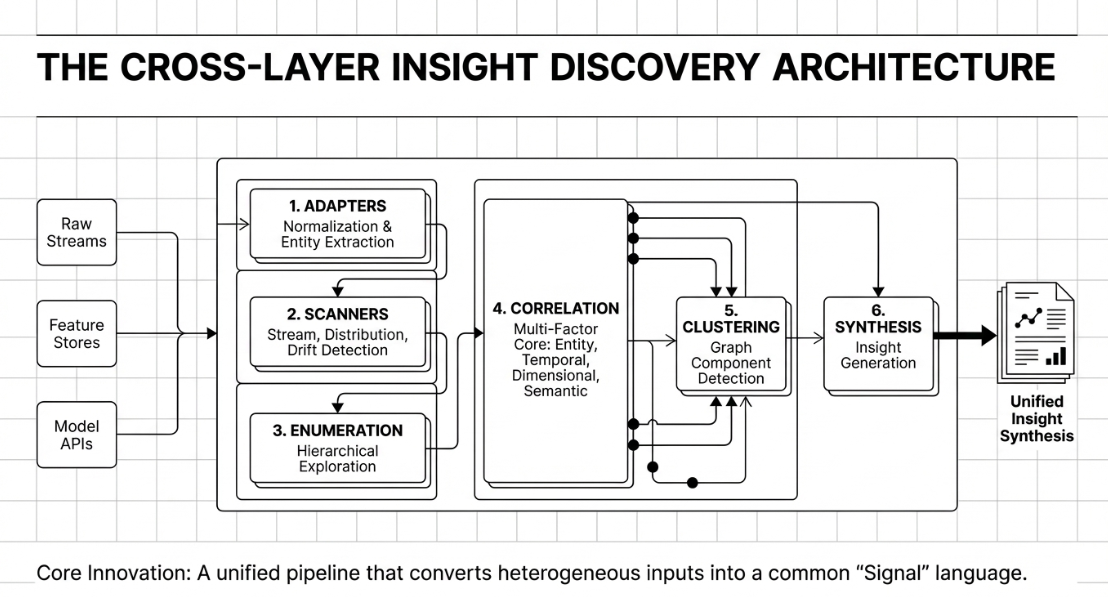 THE CROSS-LAYER INSIGHT DISCOVERY ARCHITECTURE
Raw
Streams
Feature
Stores
Model
APIs
1. ADAPTERS
Normalization &
Entity Extraction
2. SCANNERS
Stream, Distribution,
Drift Detection
3. ENUMERATION
Hierarchical
Exploration
4. CORRELATION
Multi-Factor
Core: Entity,
Temporal,
Dimensional,
Semantic
5.
CLUSTERING
Graph
Component
Detection
6.
SYNTHESIS
Insight
Generation
Unified
Insight
Synthesis
Core Innovation: A unified pipeline that converts heterogeneous inputs into a common “Signal” language.